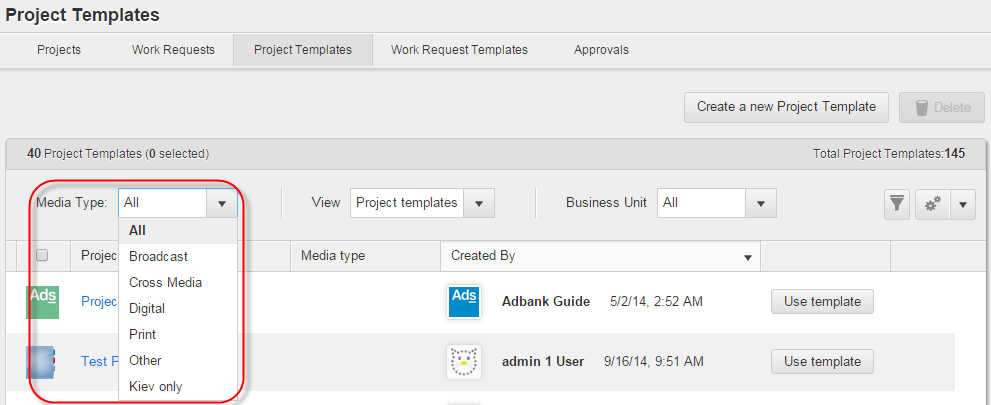 Project Templates
Projects Work Requests Project Templates Work Request Templates Approvals
Create a new Project Template Delete
40 Project Templates (0 selected) Total Project Templates:145
Media Type: All View Project templates Business Unit All
All
Broadcast
Cross Media
Digital
Print
Other
Kiev only
Projec Media type Created By
Ads Projec Ads Adbank Guide 5/2/14, 2:52 AM Use template
Test P admin 1 User 9/16/14, 9:51 AM Use template